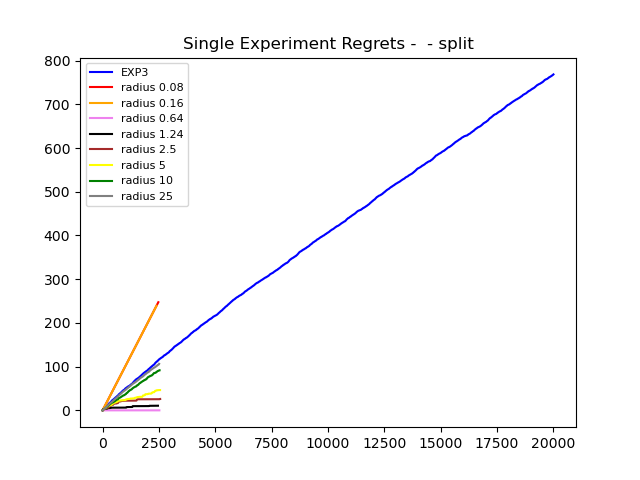 Single Experiment Regrets -  - split
800
700
600
500
400
300
200
100
0
EXP3
radius 0.08
radius 0.16
radius 0.64
radius 1.24
radius 2.5
radius 5
radius 10
radius 25
0 2500 5000 7500 10000 12500 15000 17500 20000